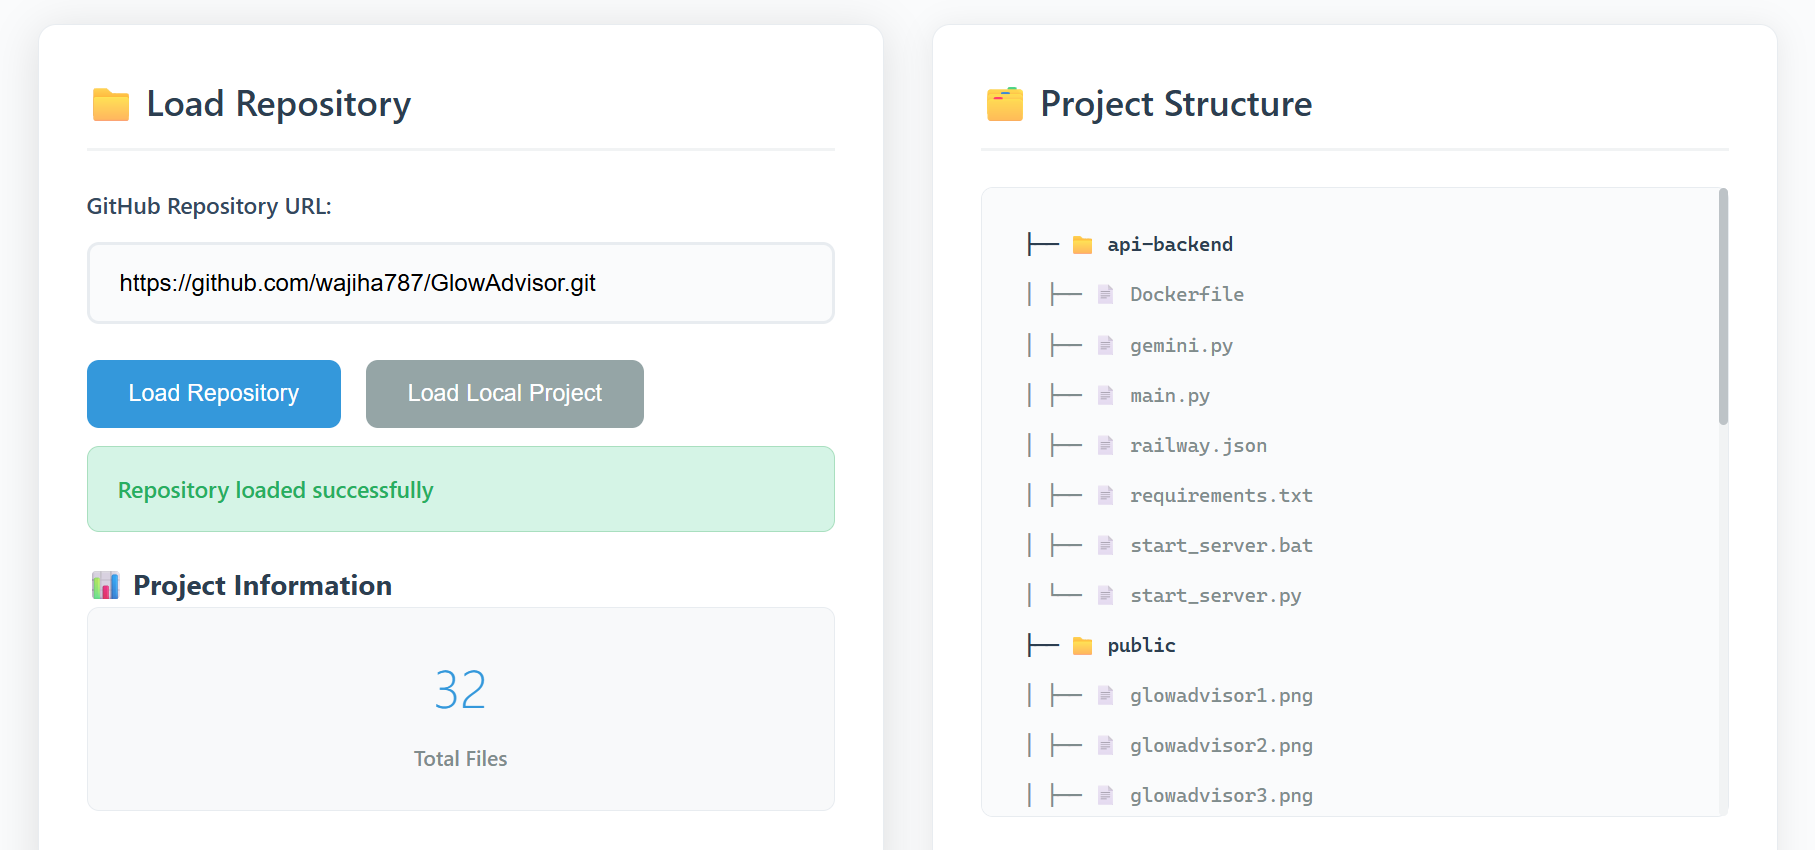 Load Repository
GitHub Repository URL:
https://github.com/wajiha787/GlowAdvisor.git
Load Repository
Load Local Project
Repository loaded successfully
Project Information
32
Total Files
Project Structure
├── api-backend
│ ├── Dockerfile
│ ├── gemini.py
│ ├── main.py
│ ├── railway.json
│ ├── requirements.txt
│ ├── start_server.bat
│ └── start_server.py
├── public
│ ├── glowadvisor1.png
│ ├── glowadvisor2.png
│ ├── glowadvisor3.png